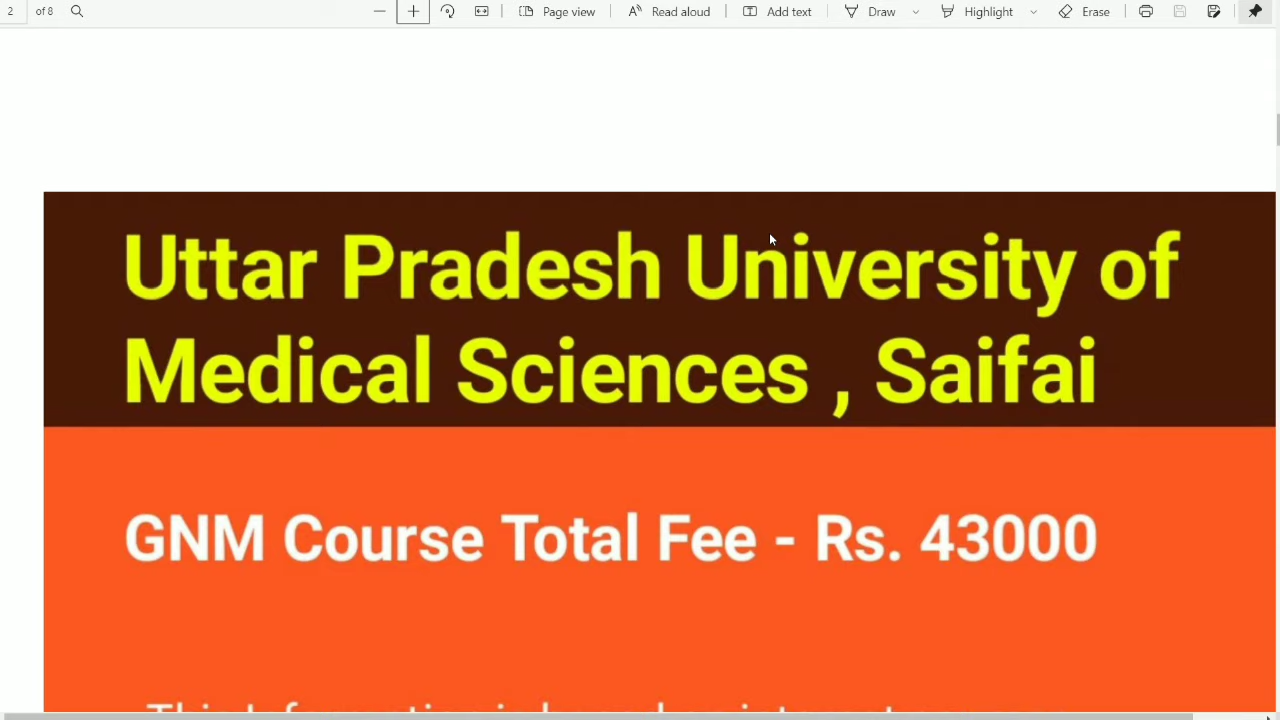 2 of 8 Page view Read aloud Add text Draw Highlight Erase
Uttar Pradesh University of
Medical Sciences , Saifai
GNM Course Total Fee - Rs. 43000